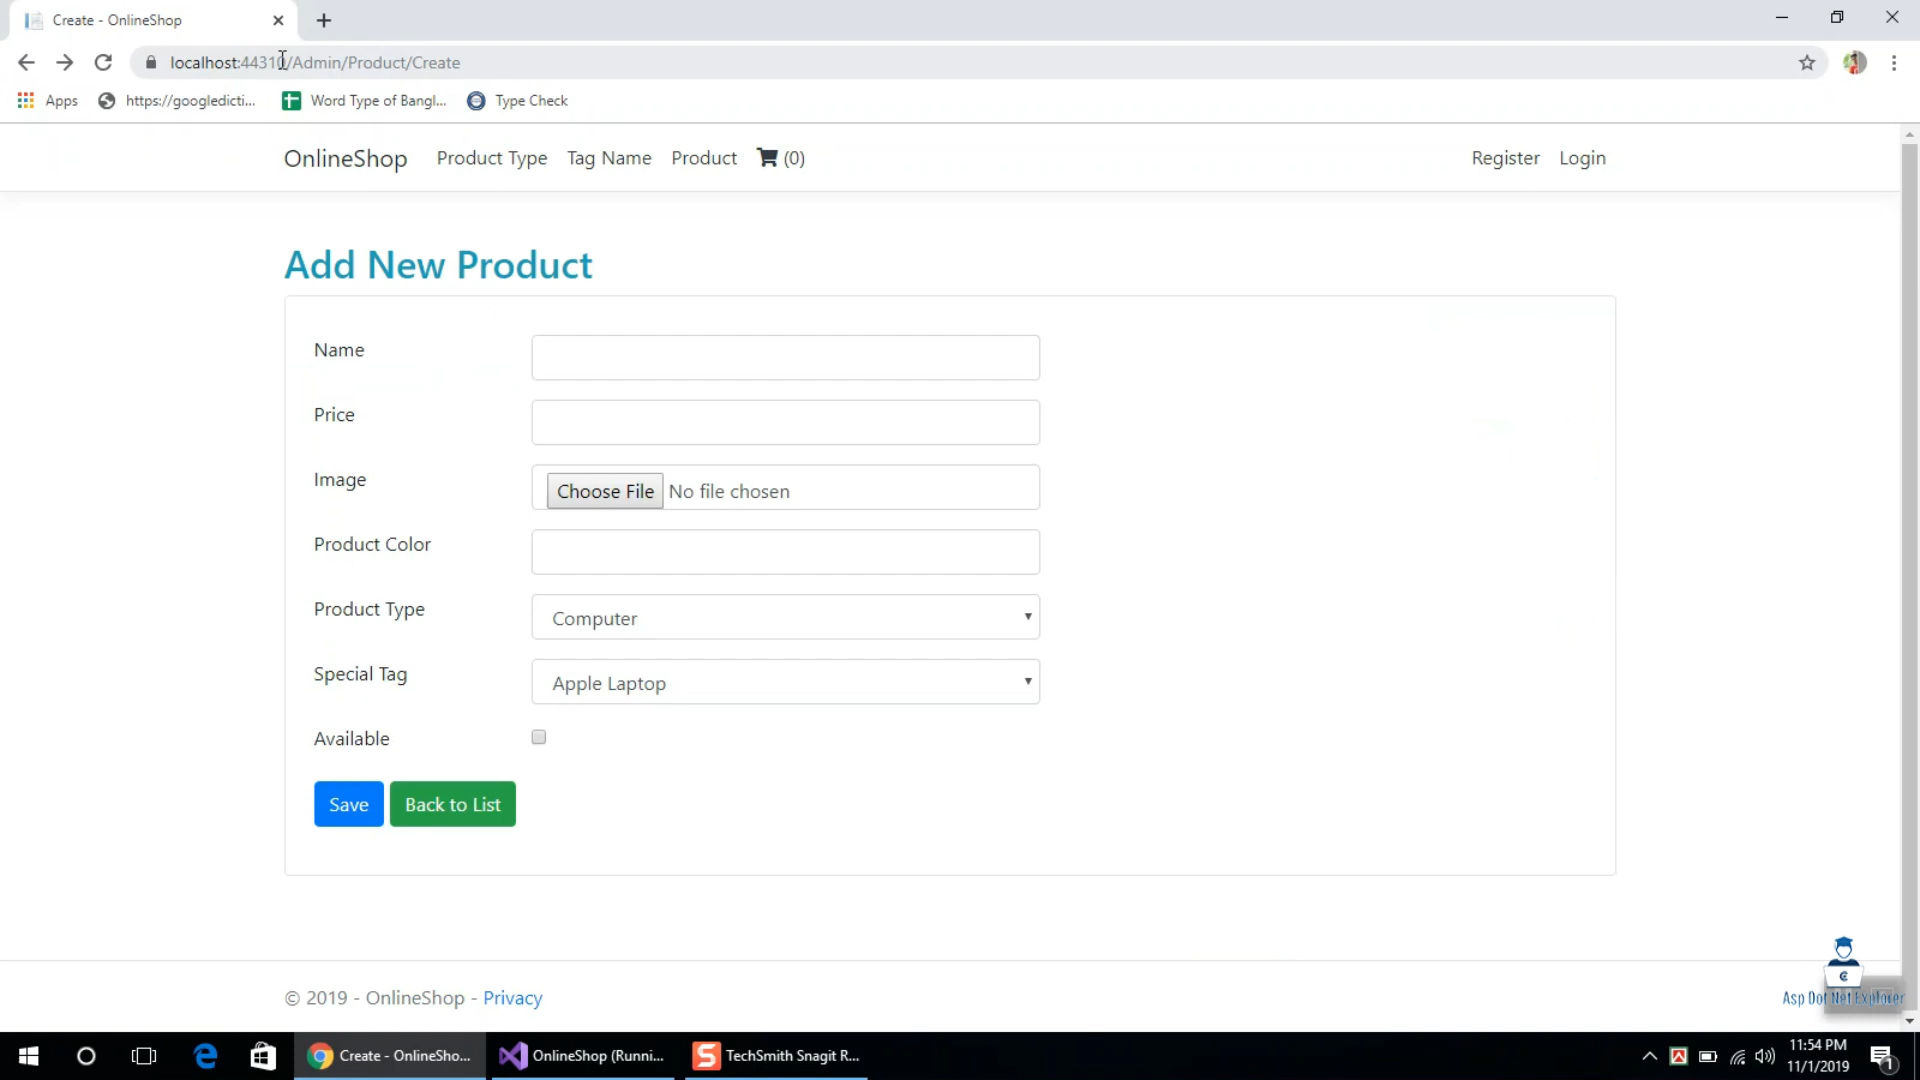 Create - OnlineShop
localhost:44310/Admin/Product/Create
Apps https://googledicti... Word Type of Bangl... Type Check
OnlineShop Product Type Tag Name Product (0) Register Login
Add New Product
Name
Price
Image Choose File No file chosen
Product Color
Product Type Computer
Special Tag Apple Laptop
Available
Save Back to List
© 2019 - OnlineShop - Privacy
Asp Dot Net Explorer
Create - OnlineSho... OnlineShop (Runni... TechSmith Snagit R...
11:54 PM
11/1/2019
1